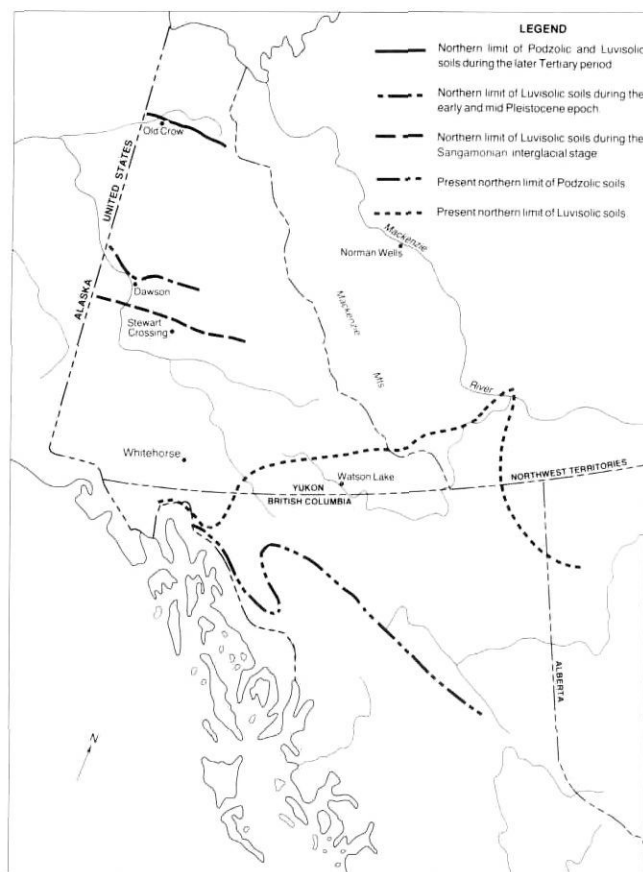 LEGEND
Northern limit of Podzolic and Luvisolic
soils during the later Tertiary period
Northern limit of Luvisolic soils during the
early and mid Pleistocene epoch
Northern limit of Luvisolic soils during the
Sangamonian interglacial stage
Present northern limit of Podzolic soils
Present northern limit of Luvisolic soils
Old Crow
UNITED STATES
ALASKA
Dawson
Stewart
Crossing
Norman Wells
Mackenzie
River
Mackenzie
Mts
Whitehorse
Watson Lake
YUKON
BRITISH COLUMBIA
NORTHWEST TERRITORIES
ALBERTA
N